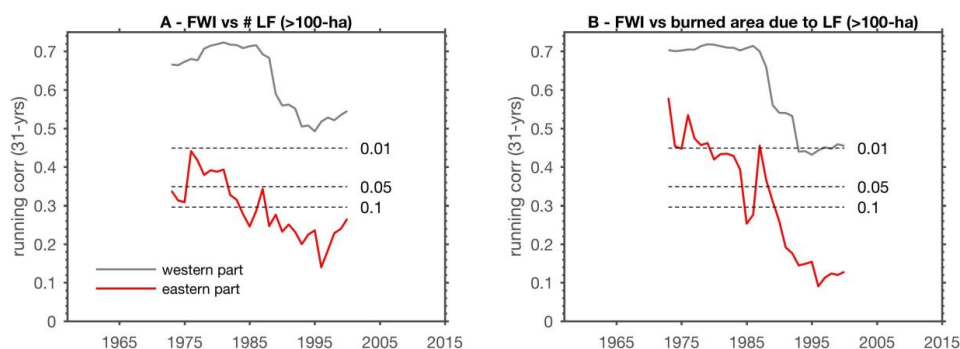 A - FWI vs # LF (>100-ha)
running corr (31-yrs)
0.7
0.6
0.5
0.4
0.3
0.2
0.1
0
0.01
0.05
0.1
western part
eastern part
1965 1975 1985 1995 2005 2015
B - FWI vs burned area due to LF (>100-ha)
running corr (31-yrs)
0.7
0.6
0.5
0.4
0.3
0.2
0.1
0
0.01
0.05
0.1
1965 1975 1985 1995 2005 2015